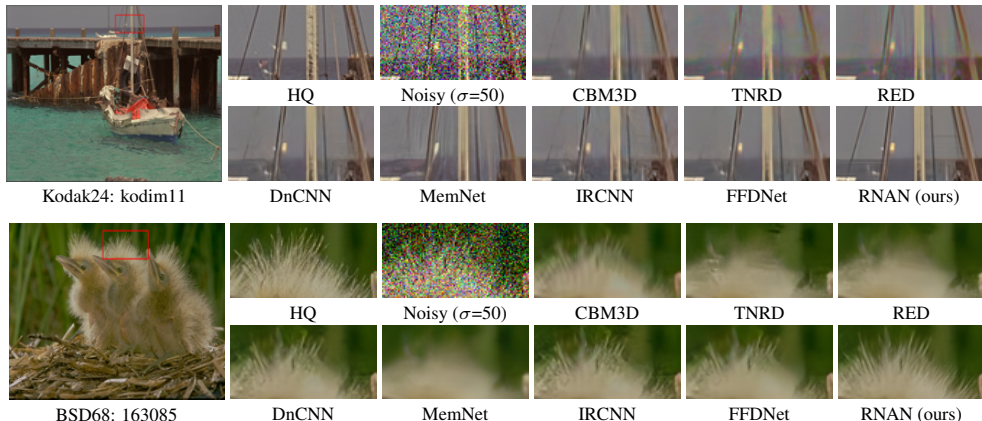 HQ Noisy (σ=50) CBM3D TNRD RED
DnCNN MemNet IRCNN FFDNet RNAN (ours)
Kodak24: kodim11
HQ Noisy (σ=50) CBM3D TNRD RED
DnCNN MemNet IRCNN FFDNet RNAN (ours)
BSD68: 163085